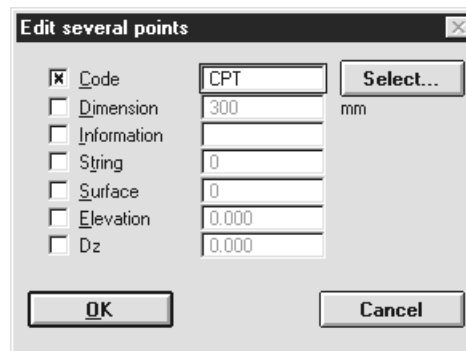 Edit several points
Code CPT Select...
Dimension 300 mm
Information
String 0
Surface 0
Elevation 0.000
Dz 0.000
OK Cancel